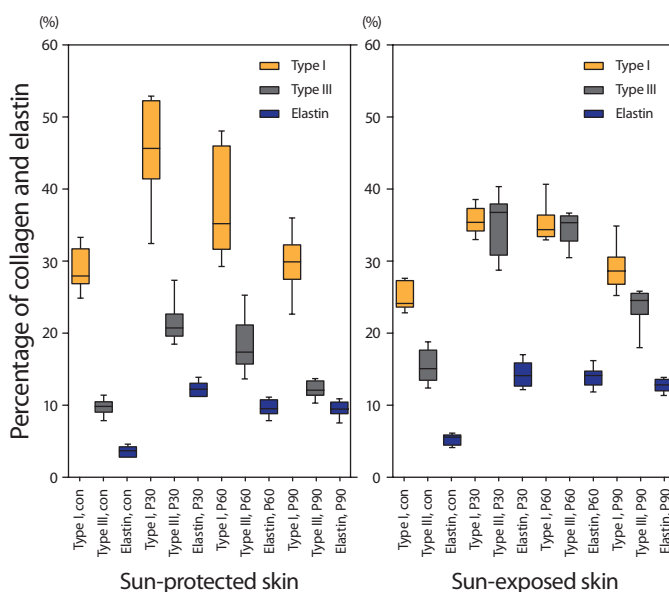 (%)
(%)
Percentage of collagen and elastin
60
50
40
30
20
10
0
Type I
Type III
Elastin
60
50
40
30
20
10
0
Type I
Type III
Elastin
Type I, con
Type III, con
Elastin, con
Type I, P30
Type III, P30
Elastin, P30
Type I, P60
Type III, P60
Elastin, P60
Type I, P90
Type III, P90
Elastin, P90
Type I, con
Type III, con
Elastin, con
Type I, P30
Type III, P30
Elastin, P30
Type I, P60
Type III, P60
Elastin, P60
Type I, P90
Type III, P90
Elastin, P90
Sun-protected skin
Sun-exposed skin